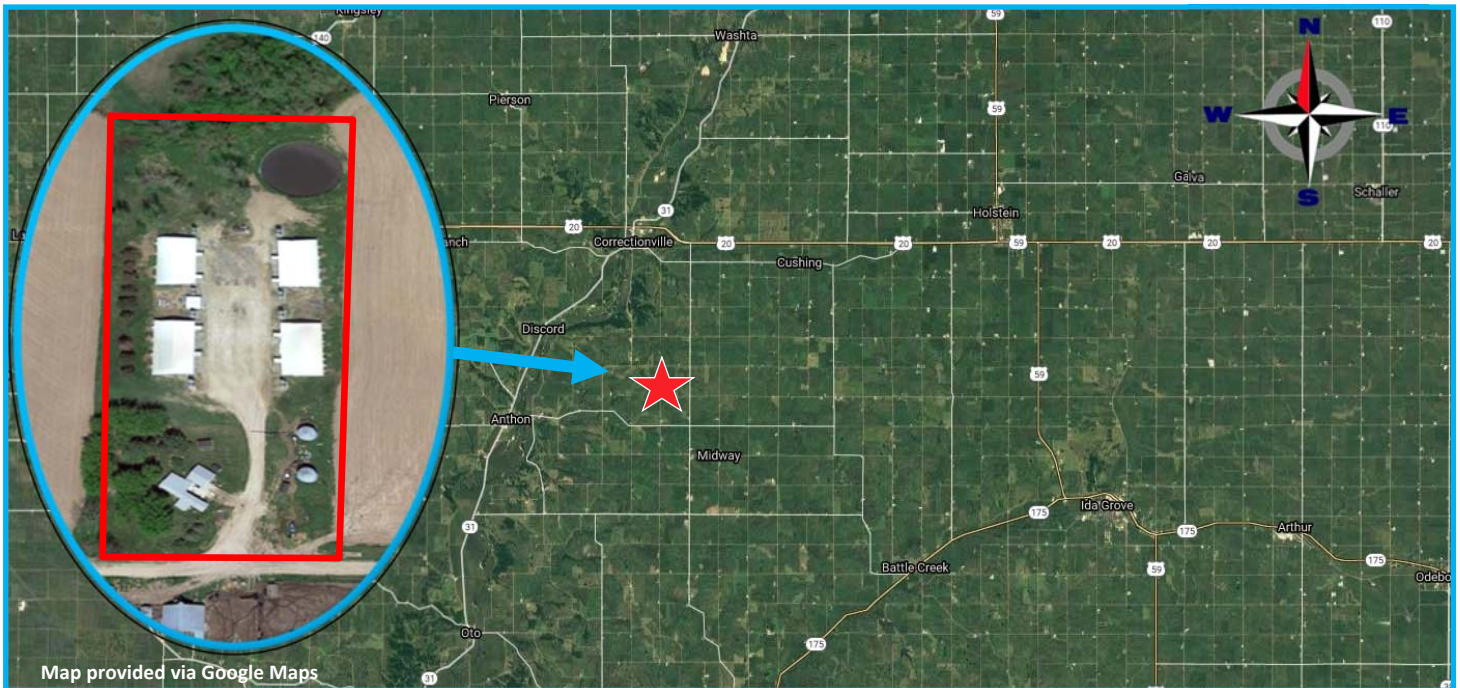 Kingsley
59
N
110
140
Washta
Pierson
59
W
E
110
Galva
Schaller
31
Holstein
20
Correctionville
20
20
59
20
20
20
anch
Cushing
Discord
59
Anthon
Midway
175
Ida Grove
175
Arthur
31
175
Battle Creek
59
Odebo
Oto
175
Map provided via Google Maps
31
S